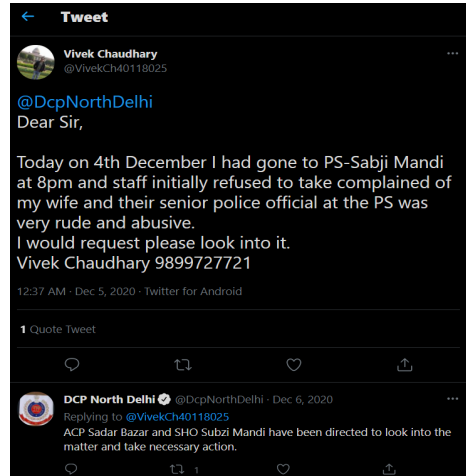 Tweet
Vivek Chaudhary
@VivekCh40118025
@DcpNorthDelhi
Dear Sir,
Today on 4th December I had gone to PS-Sabji Mandi
at 8pm and staff initially refused to take complained of
my wife and their senior police official at the PS was
very rude and abusive.
I would request please look into it.
Vivek Chaudhary 9899727721
12:37 AM · Dec 5, 2020 · Twitter for Android
1 Quote Tweet
DCP North Delhi @DcpNorthDelhi · Dec 6, 2020
Replying to @VivekCh40118025
ACP Sadar Bazar and SHO Subzi Mandi have been directed to look into the
matter and take necessary action.
1